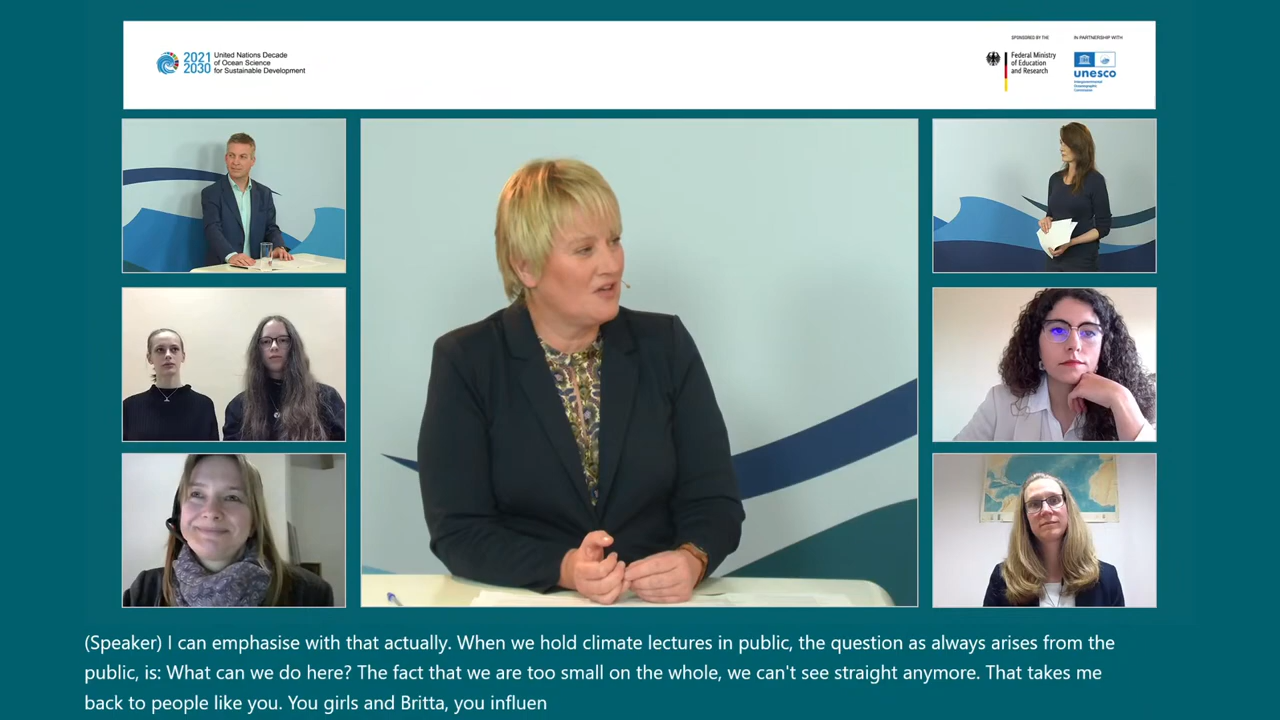 2021
2030
United Nations Decade
of Ocean Science
for Sustainable Development
SPONSORED BY THE
Federal Ministry
of Education
and Research
IN PARTNERSHIP WITH
unesco
Intergovernmental
Oceanographic
Commission
(Speaker) I can emphasise with that actually. When we hold climate lectures in public, the question as always arises from the
public, is: What can we do here? The fact that we are too small on the whole, we can't see straight anymore. That takes me
back to people like you. You girls and Britta, you influen